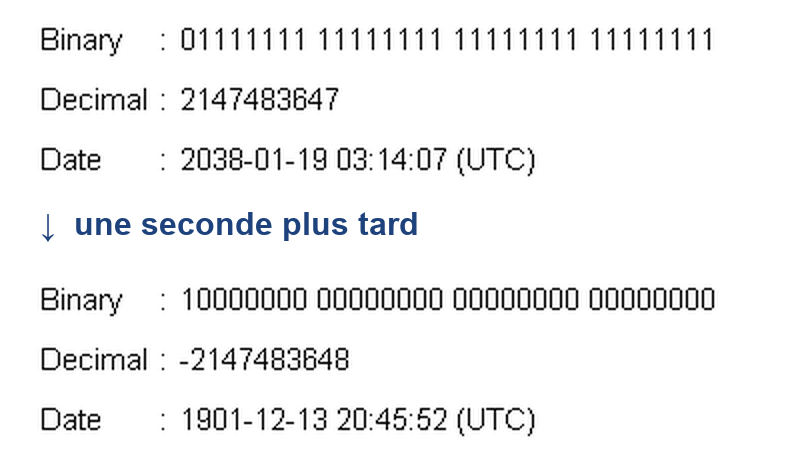 Binary : 01111111 11111111 11111111 11111111
Decimal : 2147483647
Date : 2038-01-19 03:14:07 (UTC)
↓ une seconde plus tard
Binary : 10000000 00000000 00000000 00000000
Decimal : -2147483648
Date : 1901-12-13 20:45:52 (UTC)